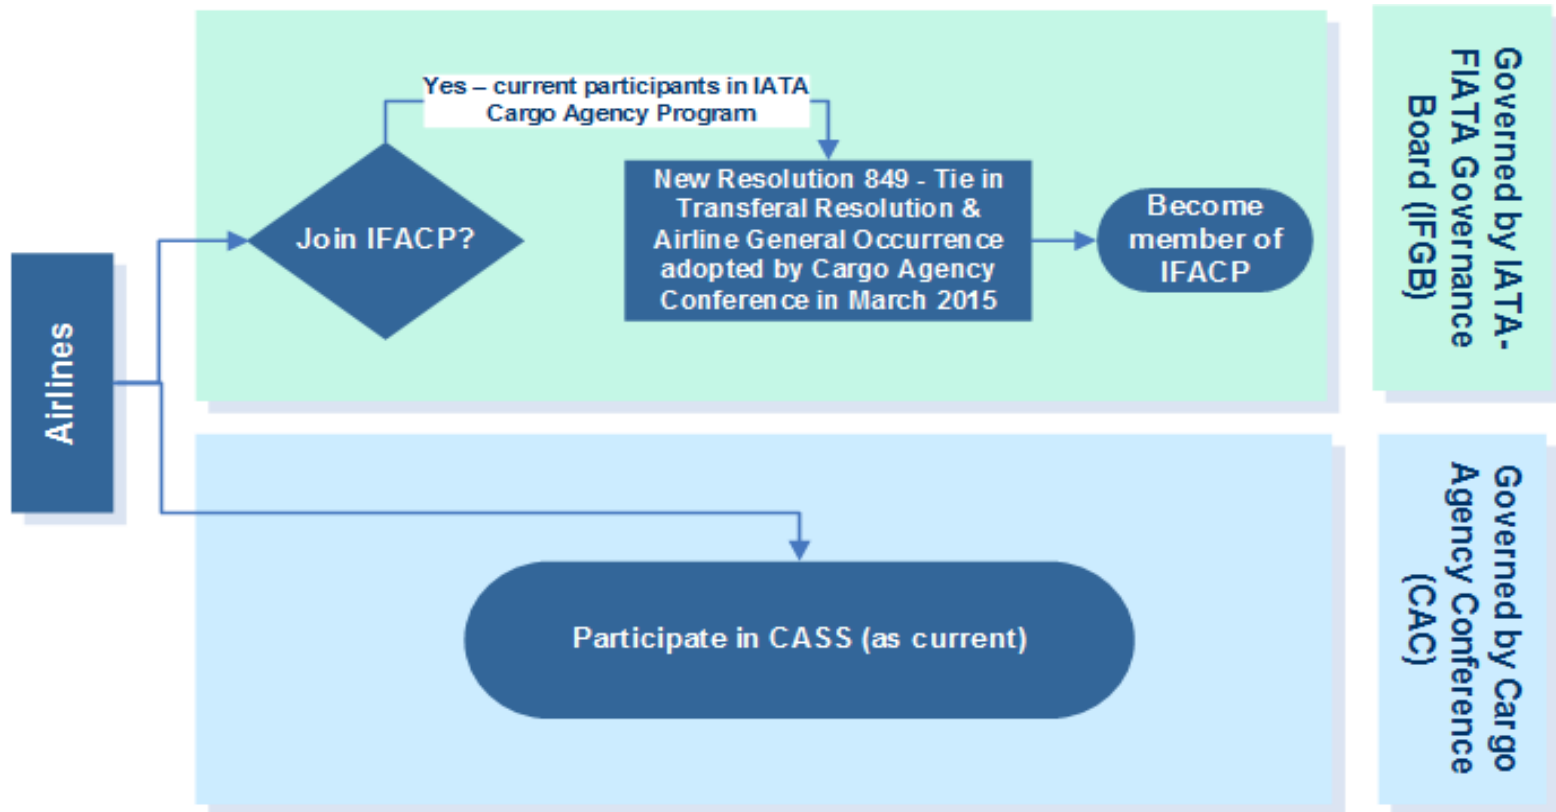 Yes – current participants in IATA
Cargo Agency Program
Join IFACP?
New Resolution 849 - Tie in
Transferal Resolution &
Airline General Occurrence
adopted by Cargo Agency
Conference in March 2015
Become
member of
IFACP
Governed by IATA-
FIATA Governance
Board (IFGB)
Airlines
Participate in CASS (as current)
Governed by Cargo
Agency Conference
(CAC)